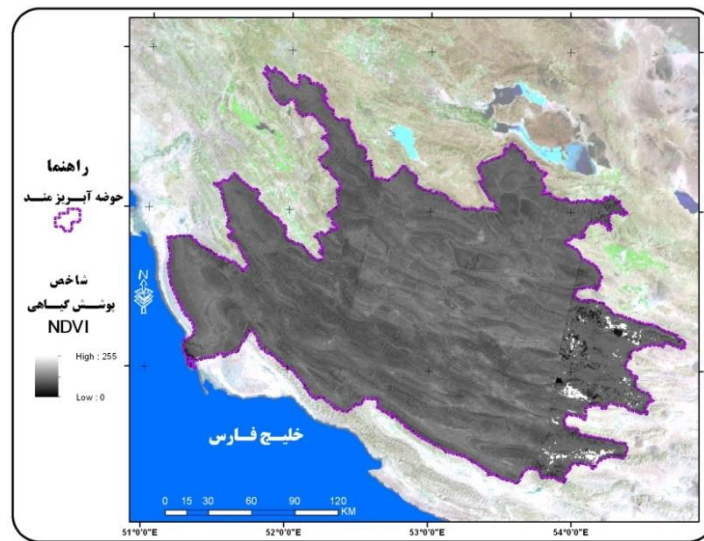 راهنما
حوضه آبریز مند
شاخص
پوشش گیاهی
NDVI
High : 255
Low : 0
N
خلیج فارس
0 15 30 60 90 120
KM
51°0'0"E 52°0'0"E 53°0'0"E 54°0'0"E